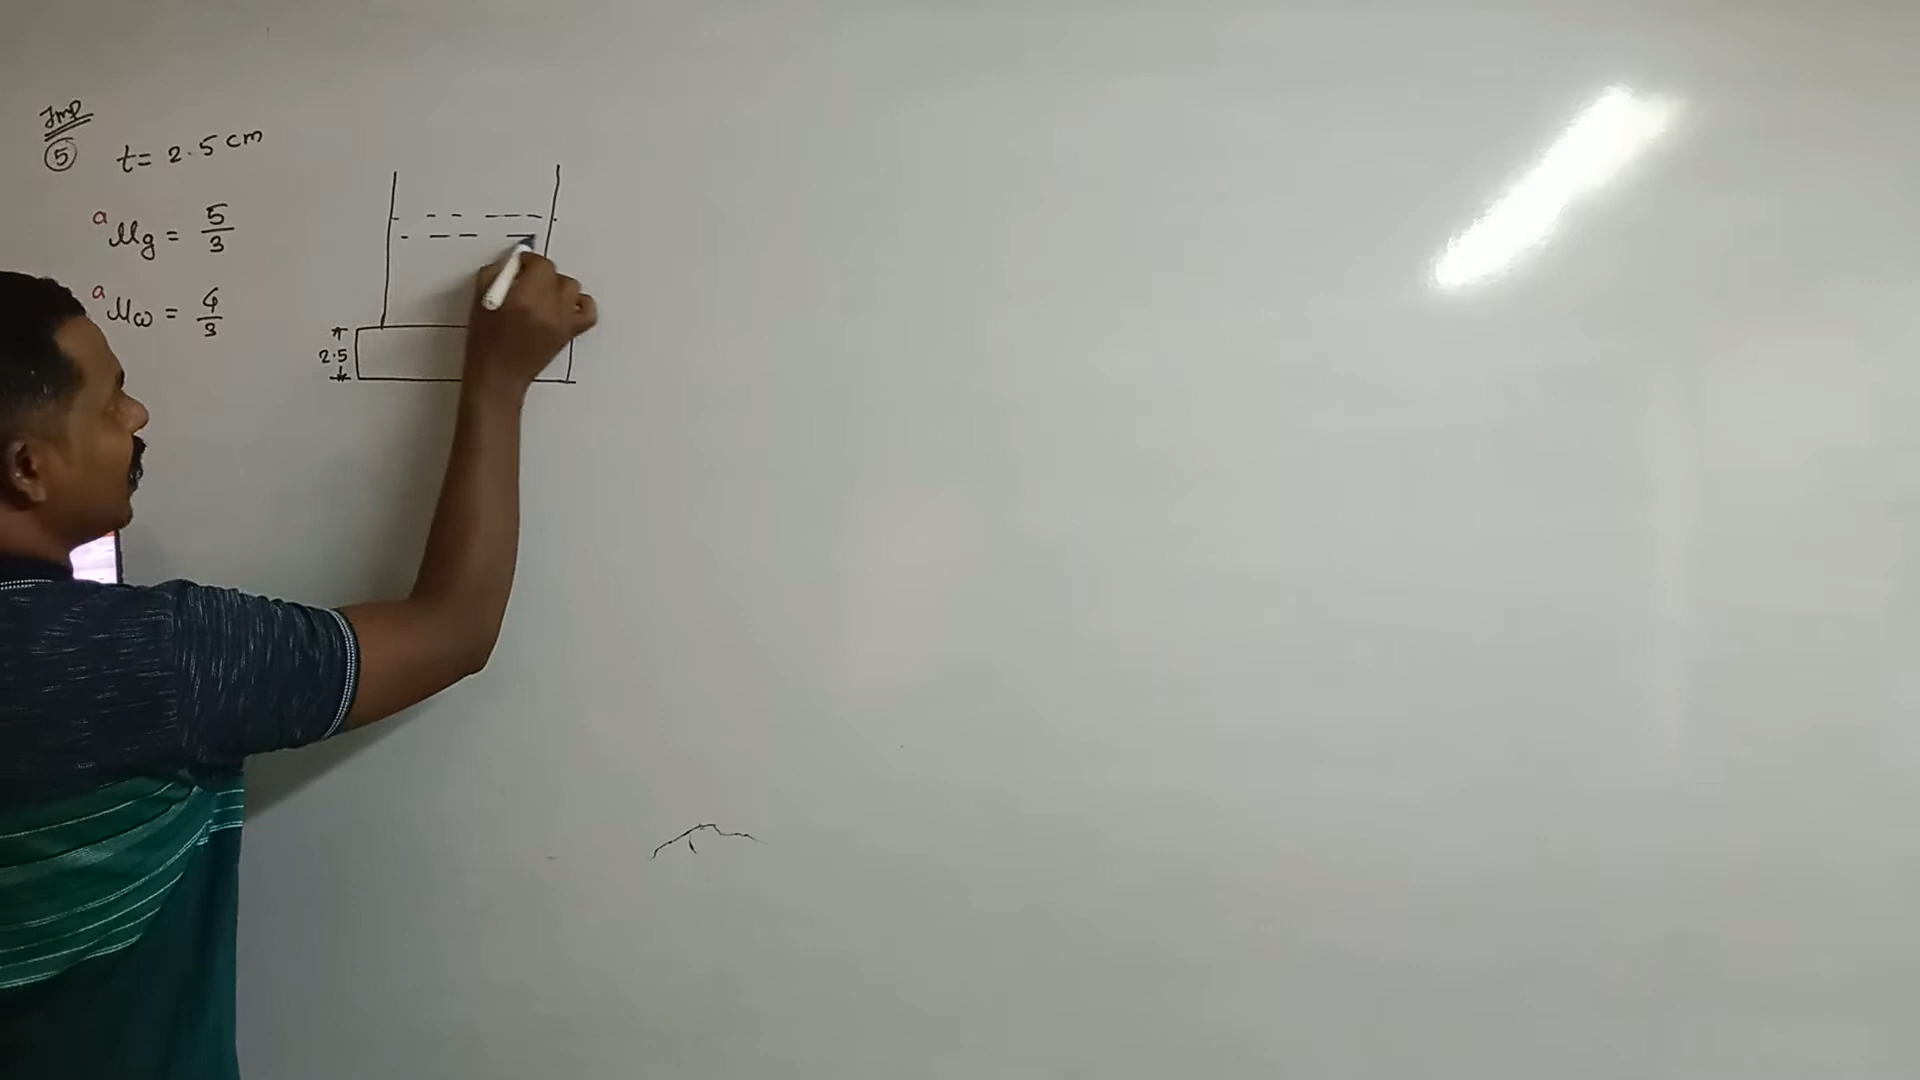 Imp
5 t = 2.5 cm
aμg = 5/3
aμω = 4/3
2.5